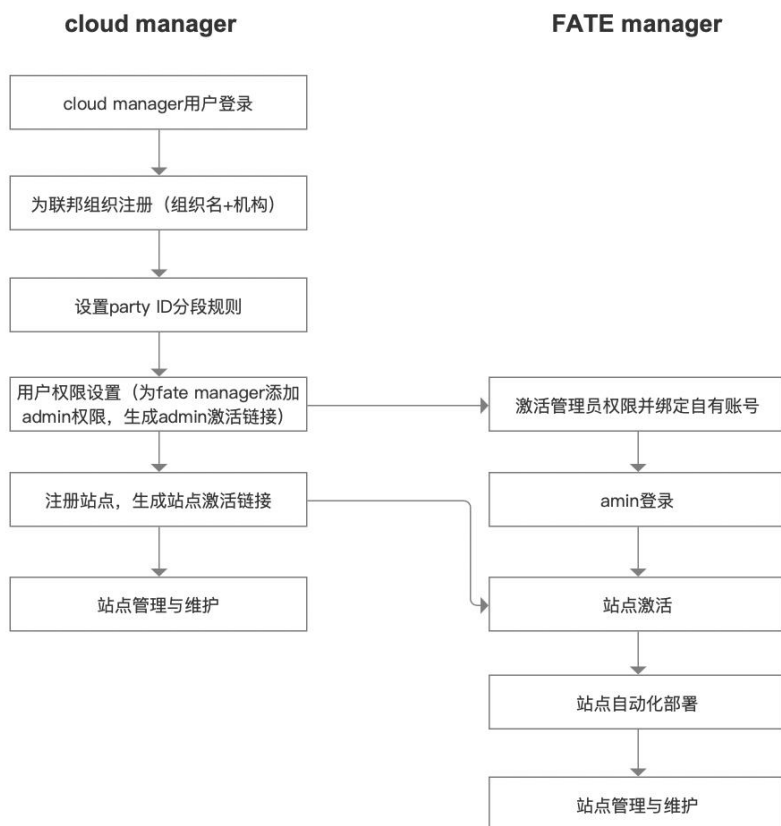 cloud manager
FATE manager
cloud manager用户登录
为联邦组织注册（组织名+机构）
设置party ID分段规则
用户权限设置（为fate manager添加
admin权限，生成admin激活链接）
激活管理员权限并绑定自有账号
注册站点，生成站点激活链接
amin登录
站点管理与维护
站点激活
站点自动化部署
站点管理与维护